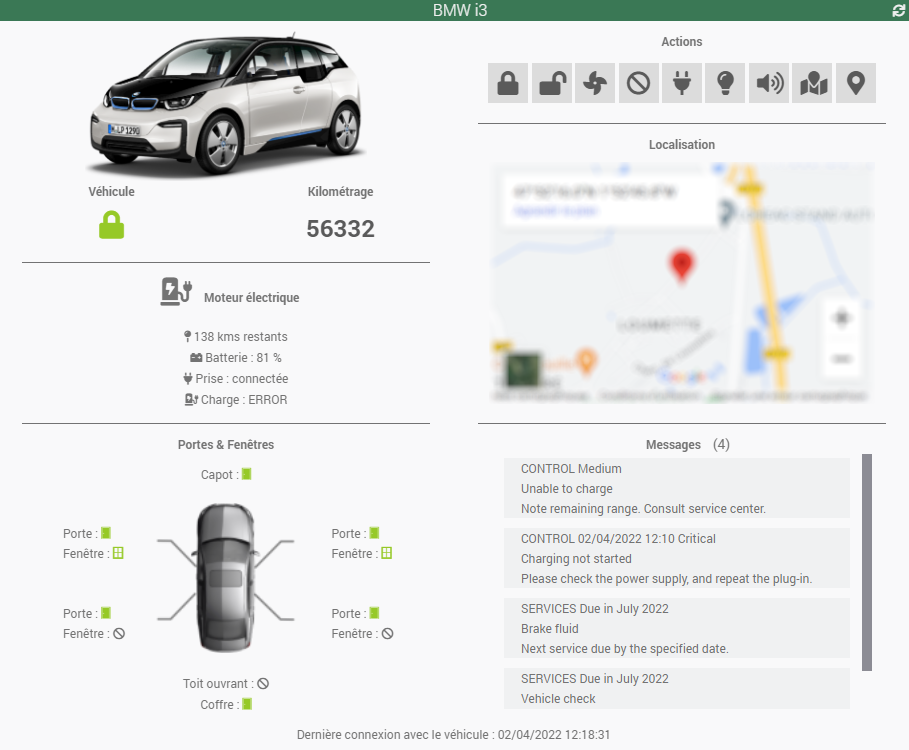 BMW i3
Actions
Localisation
Véhicule
Kilométrage
56332
Moteur électrique
138 kms restants
Batterie : 81 %
Prise : connectée
Charge : ERROR
Portes & Fenêtres
Capot :
Porte :
Fenêtre :
Porte :
Fenêtre :
Porte :
Fenêtre :
Porte :
Fenêtre :
Toit ouvrant :
Coffre :
Messages (4)
CONTROL Medium
Unable to charge
Note remaining range. Consult service center.
CONTROL 02/04/2022 12:10 Critical
Charging not started
Please check the power supply, and repeat the plug-in.
SERVICES Due in July 2022
Brake fluid
Next service due by the specified date.
SERVICES Due in July 2022
Vehicle check
Dernière connexion avec le véhicule : 02/04/2022 12:18:31